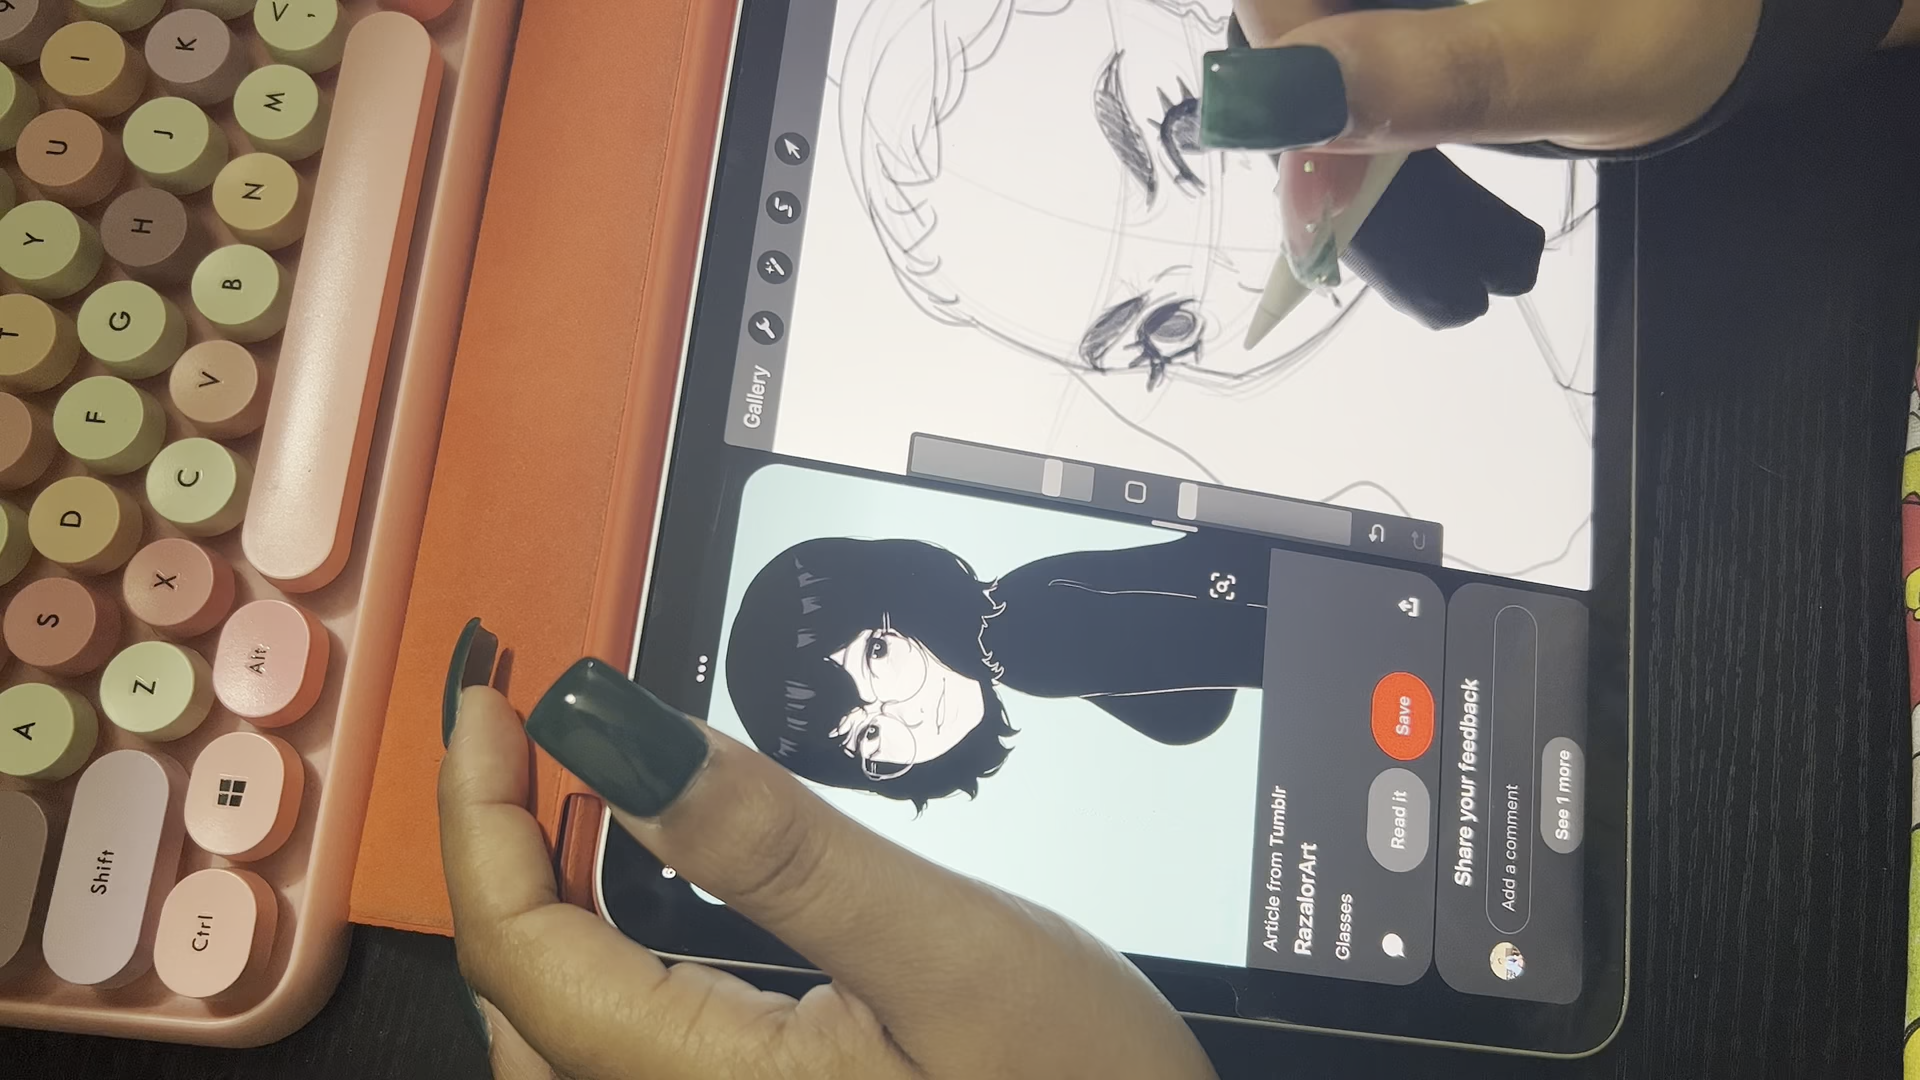 Gallery
Article from Tumblr
RazalorArt
Glasses
Read it
Save
Share your feedback
Add a comment
See 1 more
I
K
<
,
U
J
M
Y
H
N
T
G
B
F
V
D
C
S
X
A
Z
Alt
Shift
Ctrl